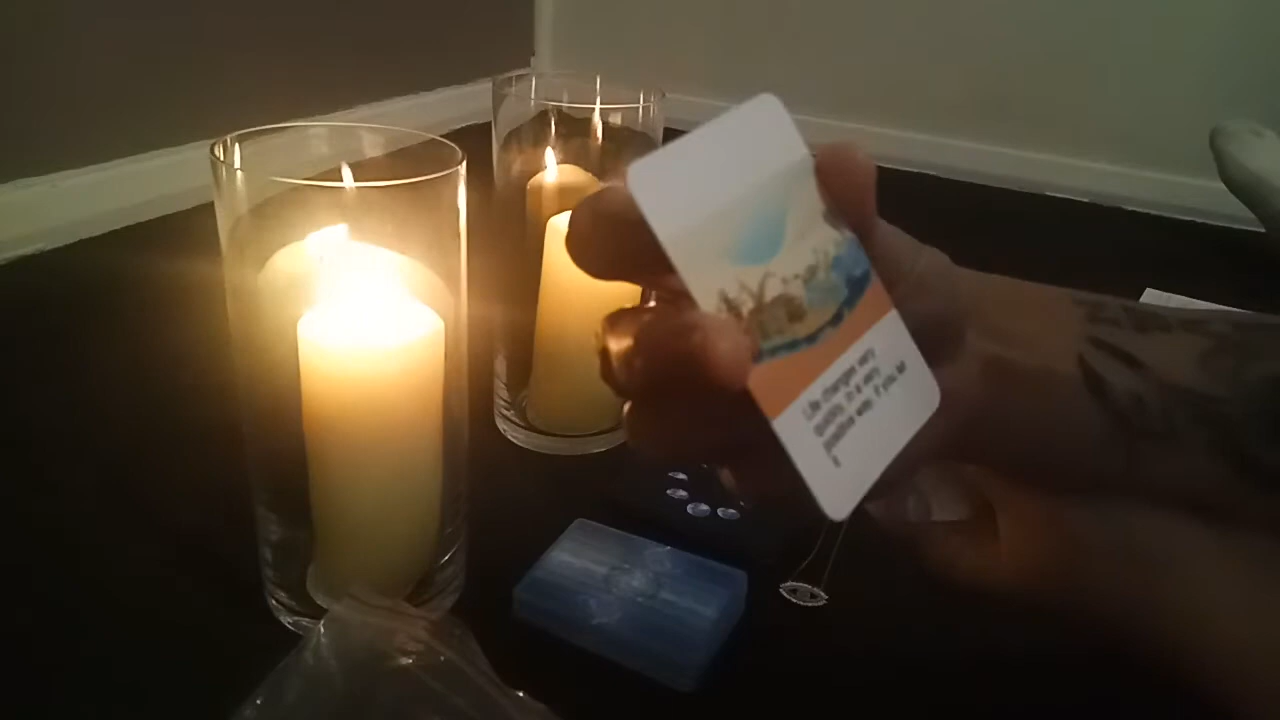 Life changes very
quickly, in a very
positive way, if you let
it...